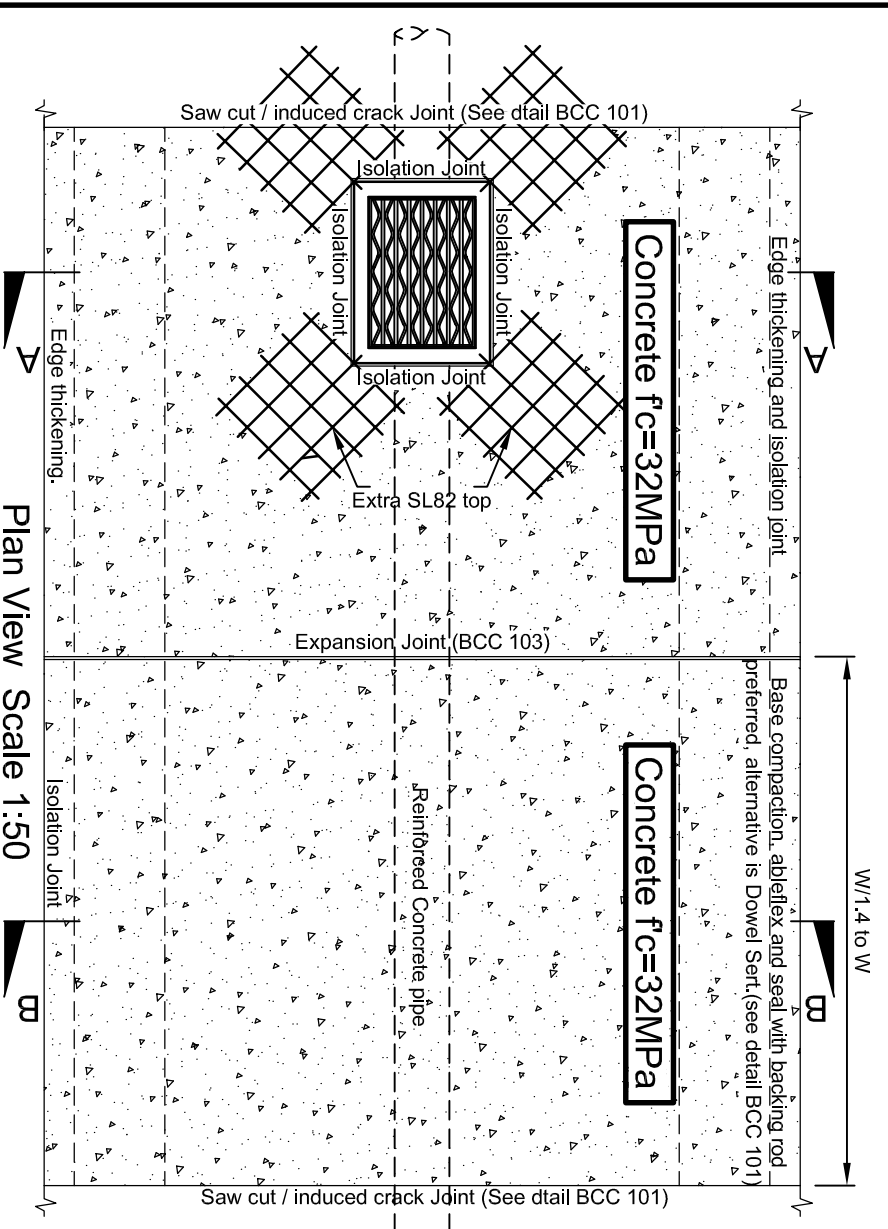 Saw cut / induced crack Joint (See dtail BCC 101)
Isolation Joint
Isolation Joint
Isolation Joint
Isolation Joint
Extra SL82 top
Concrete f'c=32MPa
Edge thickening and isolation joint
A
A
Edge thickening.
Expansion Joint (BCC 103)
Base compaction, ableflex and seal with backing rod
preferred, alternative is Dowel Sert.(see detail BCC 101)
W/1.4 to W
Concrete f'c=32MPa
Reinforced Concrete pipe
Isolation Joint
B
B
Saw cut / induced crack Joint (See dtail BCC 101)
Plan View Scale 1:50